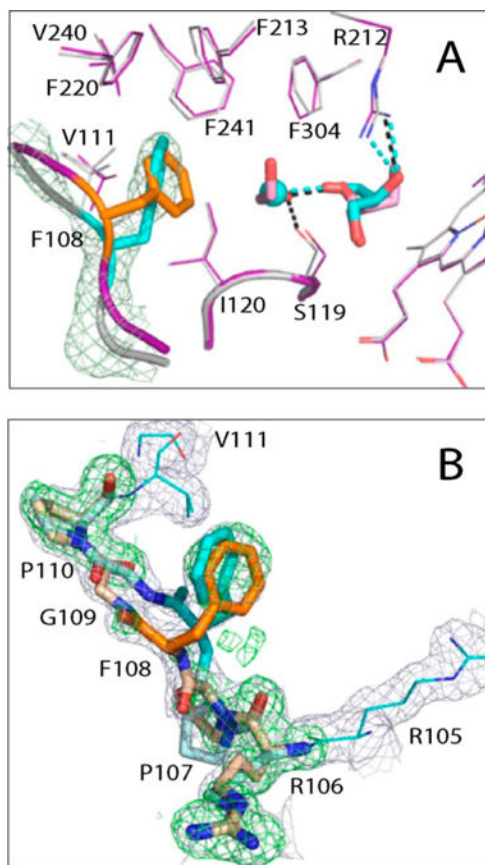 A
V240
F213
R212
F220
F241
F304
V111
F108
I120
S119
B
V111
P110
G109
F108
R105
P107
R106